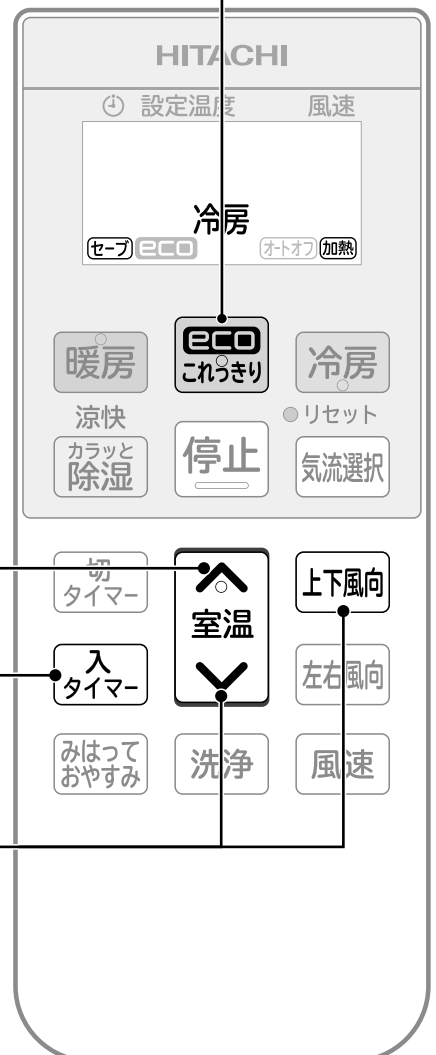 HITACHI
設定温度 風速
冷房
セーブ eco オートオフ 加熱
暖房 eco これっきり 冷房
涼快 リセット
カラッと
除湿 停止 気流選択
切
タイマー
室温
上下風向
入
タイマー
左右風向
みはって
おやすみ
洗浄
風速